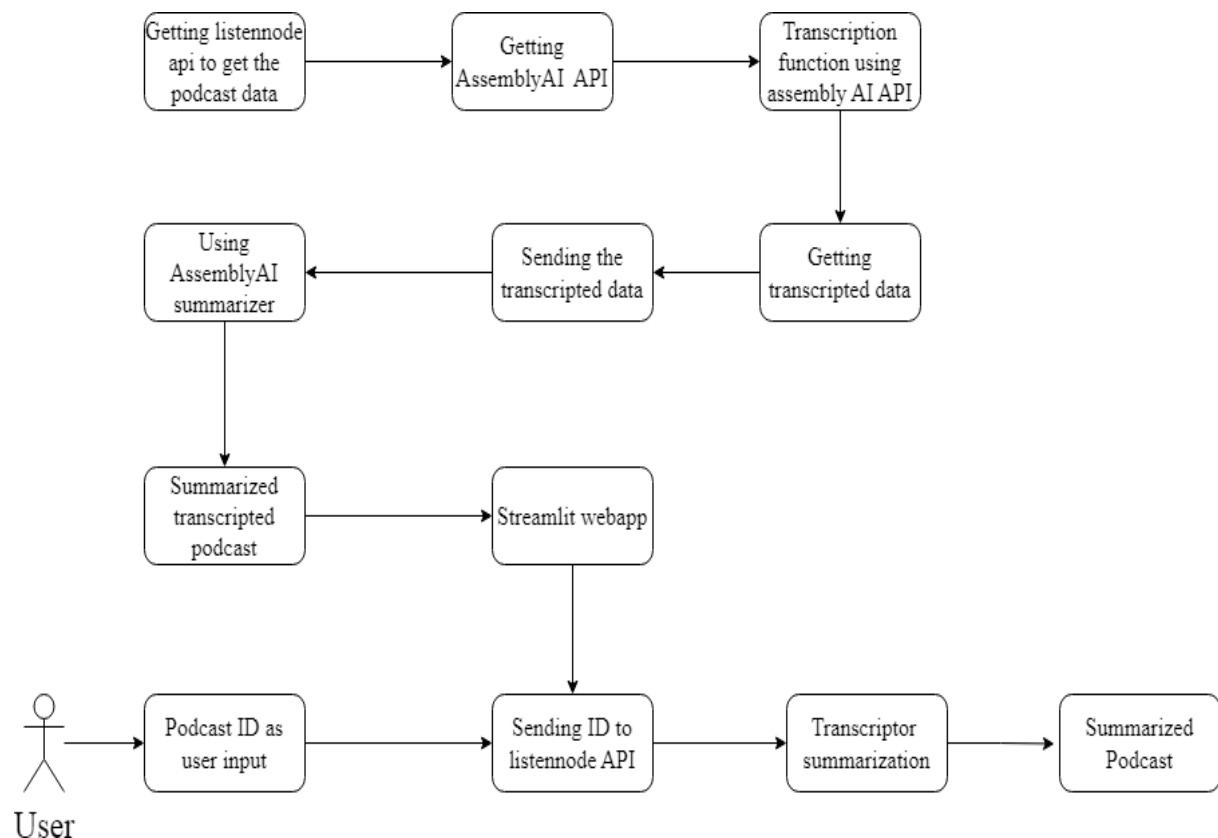 Getting listennode
api to get the
podcast data
Getting
AssemblyAI API
Transcription
function using
assembly AI API
Using
AssemblyAI
summarizer
Sending the
transcripted data
Getting
transcripted data
Summarized
transcripted
podcast
Streamlit webapp
Podcast ID as
user input
Sending ID to
listennode API
Transcriptor
summarization
Summarized
Podcast
User